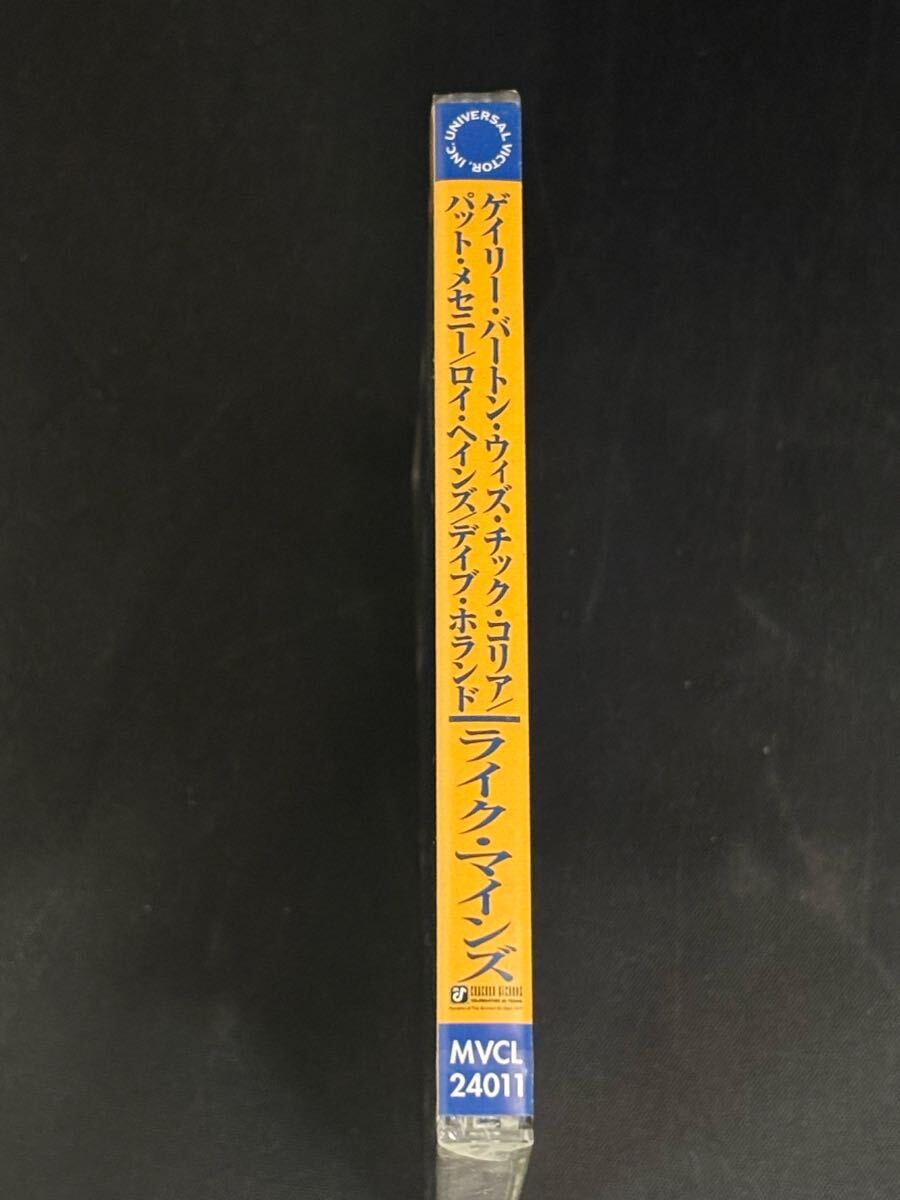 UNIVERSAL VICTOR, INC.
ゲイリー・バートン・ウィズ・チック・コリア/
パット・メセニー/ロイ・ヘインズ/デイブ・ホランド
ライク・マインズ
CONCORD RECORDS
MVCL
24011